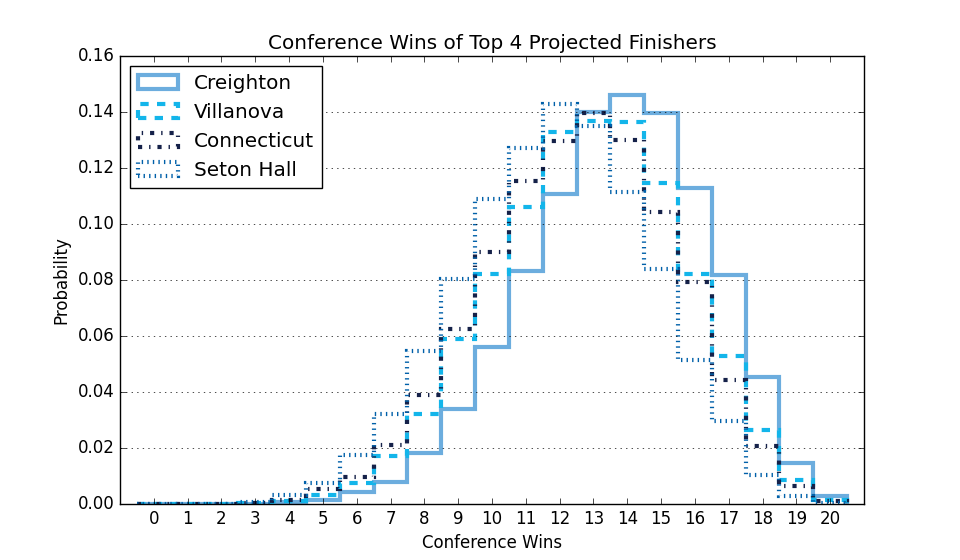 Conference Wins of Top 4 Projected Finishers
0.16
0.14
0.12
0.10
0.08
0.06
0.04
0.02
0.00
Probability
Creighton
Villanova
Connecticut
Seton Hall
0 1 2 3 4 5 6 7 8 9 10 11 12 13 14 15 16 17 18 19 20
Conference Wins